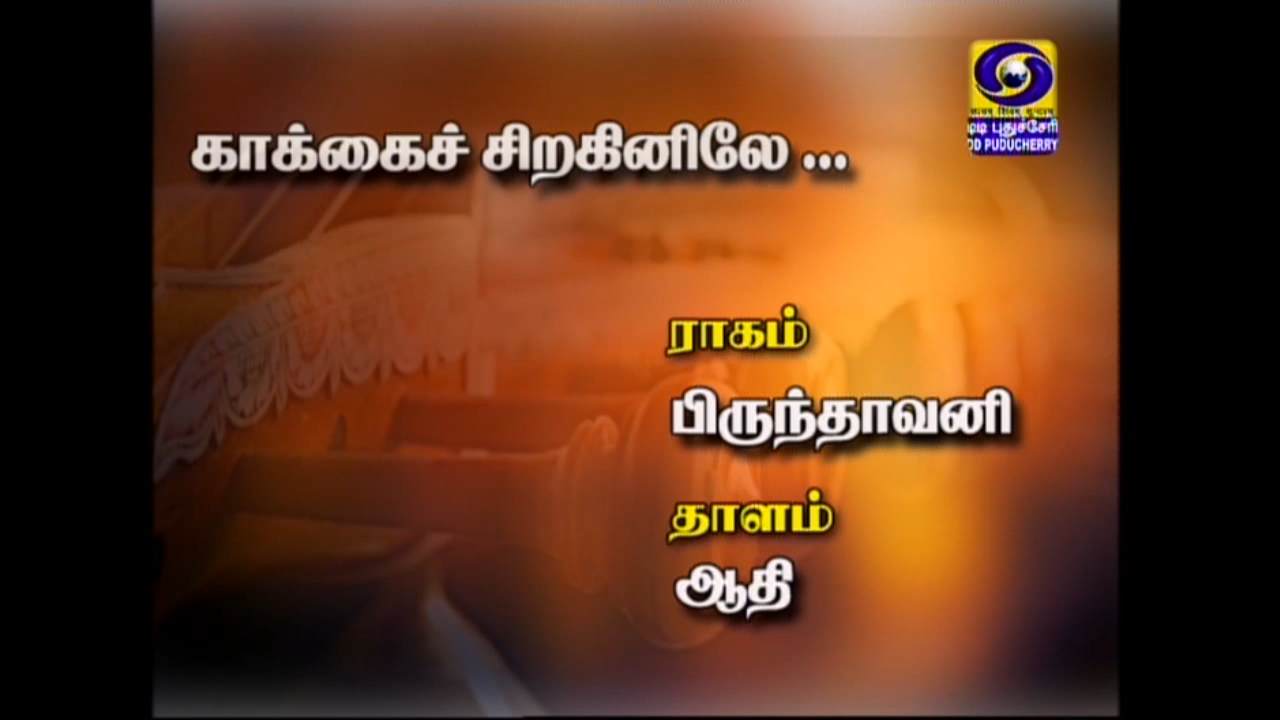 காக்கைச் சிறகினிலே ...
டிடி புதுச்சேரி
DD PUDUCHERRY
ராகம்
பிருந்தாவனி
தாளம்
ஆதி